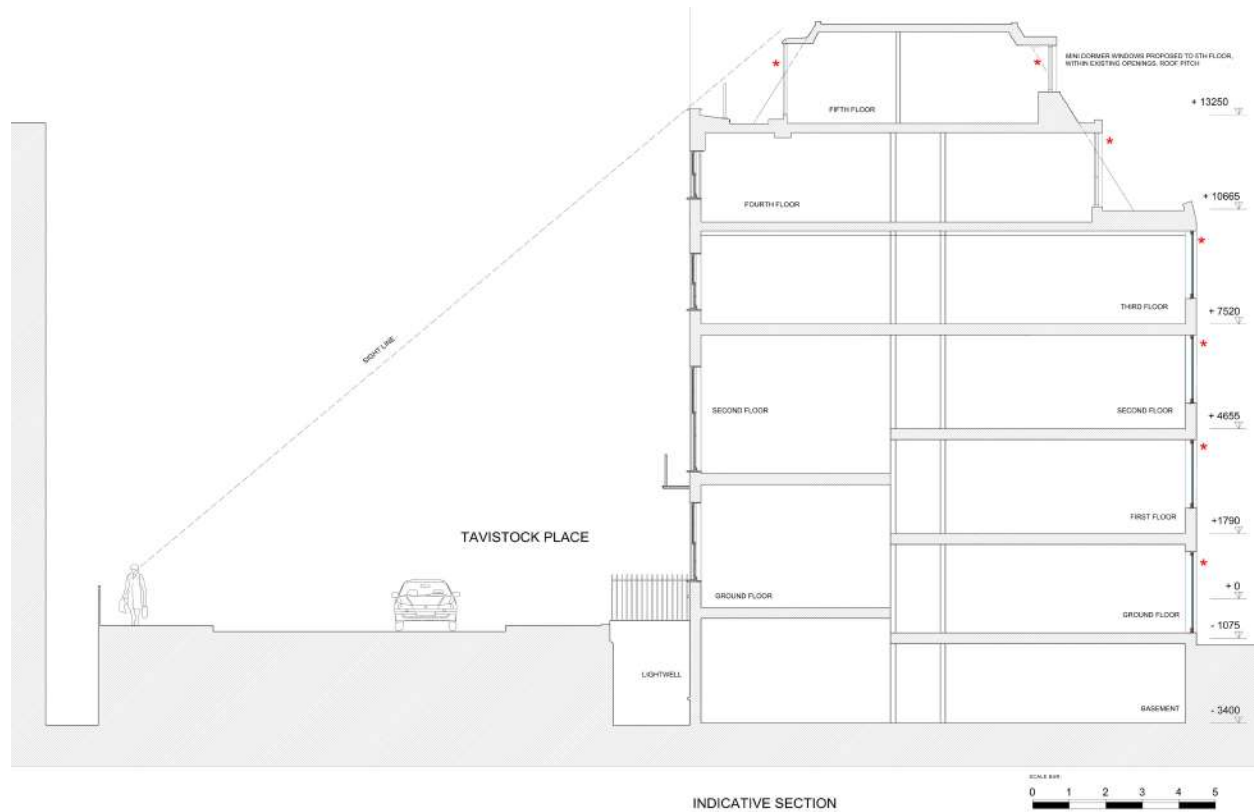 MINI DORMER WINDOWS PROPOSED TO 5TH FLOOR,
WITHIN EXISTING OPENINGS, ROOF PITCH
*
*
+ 13250
FIFTH FLOOR
*
+ 10665
FOURTH FLOOR
*
THIRD FLOOR
+ 7520
*
SIGHT LINE
SECOND FLOOR
SECOND FLOOR
+ 4655
*
FIRST FLOOR
+1790
TAVISTOCK PLACE
*
GROUND FLOOR
+ 0
GROUND FLOOR
- 1075
LIGHTWELL
BASEMENT
- 3400
SCALE BAR:
0 1 2 3 4 5
INDICATIVE SECTION